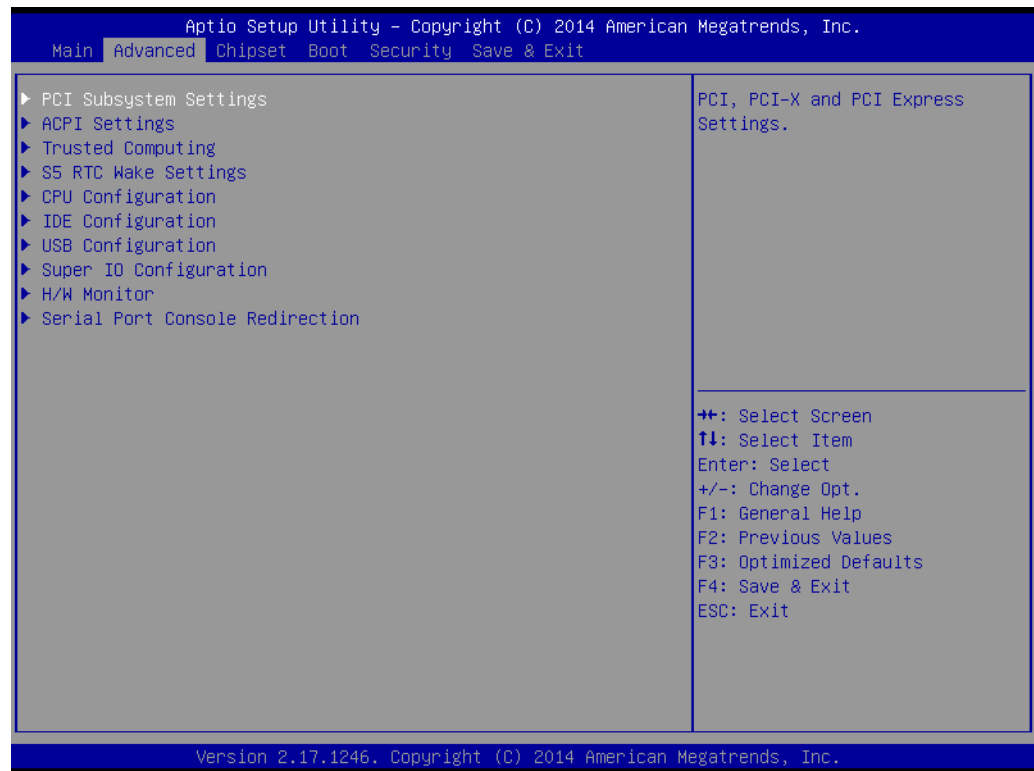 Aptio Setup Utility – Copyright (C) 2014 American Megatrends, Inc.
Main Advanced Chipset Boot Security Save & Exit
▶ PCI Subsystem Settings
▶ ACPI Settings
▶ Trusted Computing
▶ S5 RTC Wake Settings
▶ CPU Configuration
▶ IDE Configuration
▶ USB Configuration
▶ Super IO Configuration
▶ H/W Monitor
▶ Serial Port Console Redirection
PCI, PCI-X and PCI Express
Settings.
→←: Select Screen
↑↓: Select Item
Enter: Select
+/-: Change Opt.
F1: General Help
F2: Previous Values
F3: Optimized Defaults
F4: Save & Exit
ESC: Exit
Version 2.17.1246. Copyright (C) 2014 American Megatrends, Inc.